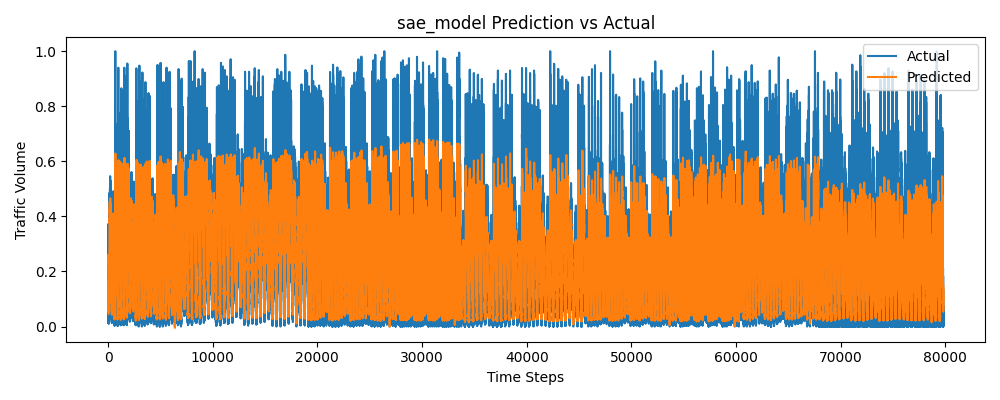 sae_model Prediction vs Actual
Traffic Volume
1.0
0.8
0.6
0.4
0.2
0.0
Actual
Predicted
0 10000 20000 30000 40000 50000 60000 70000 80000
Time Steps